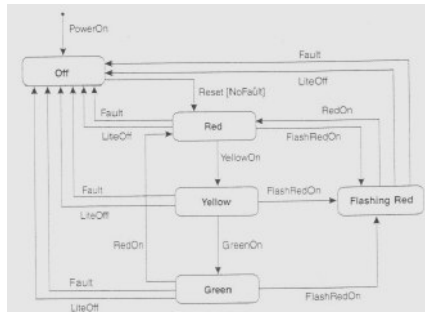 PowerOn
Fault
Off
LiteOff
Reset [NoFault]
Fault
RedOn
Red
LiteOff
FlashRedOn
YellowOn
Fault
FlashRedOn
Yellow
Flashing Red
LiteOff
RedOn
GreenOn
Fault
Green
FlashRedOn
LiteOff